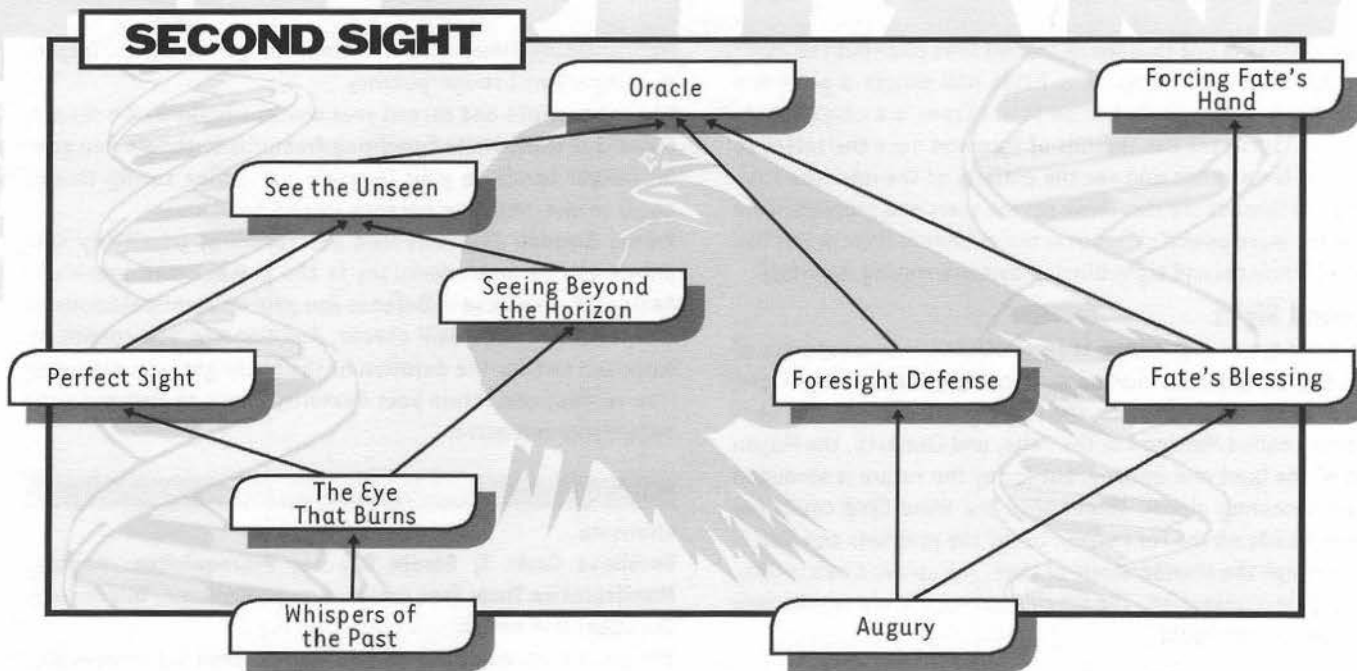 SECOND SIGHT
Oracle
Forcing Fate's
Hand
See the Unseen
Seeing Beyond
the Horizon
Perfect Sight
Foresight Defense
Fate's Blessing
The Eye
That Burns
Whispers of
the Past
Augury